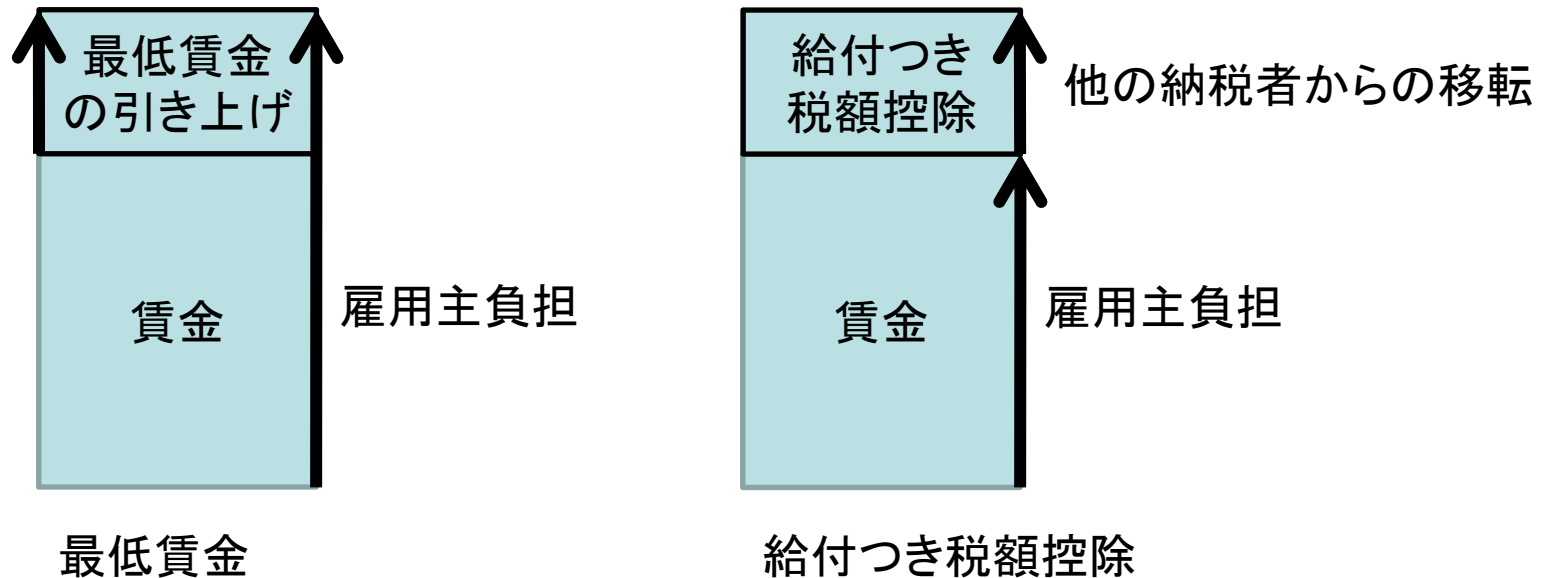 最低賃金
の引き上げ
賃金
雇用主負担
最低賃金
給付つき
税額控除
他の納税者からの移転
賃金
雇用主負担
給付つき税額控除